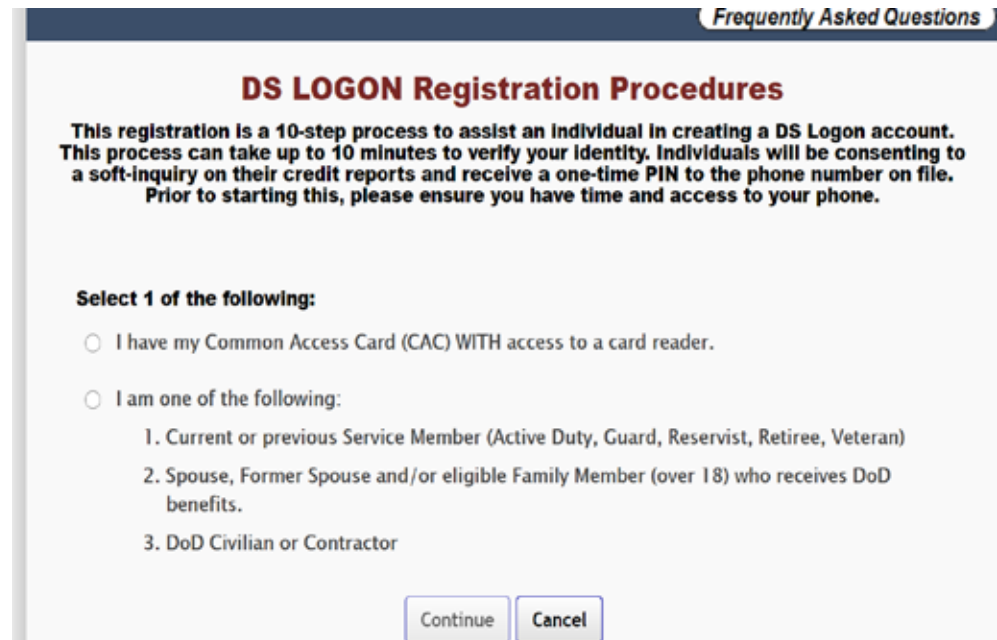 Frequently Asked Questions
DS LOGON Registration Procedures
This registration is a 10-step process to assist an individual in creating a DS Logon account.
This process can take up to 10 minutes to verify your identity. Individuals will be consenting to
a soft-inquiry on their credit reports and receive a one-time PIN to the phone number on file.
Prior to starting this, please ensure you have time and access to your phone.
Select 1 of the following:
I have my Common Access Card (CAC) WITH access to a card reader.
I am one of the following:
1. Current or previous Service Member (Active Duty, Guard, Reservist, Retiree, Veteran)
2. Spouse, Former Spouse and/or eligible Family Member (over 18) who receives DoD
benefits.
3. DoD Civilian or Contractor
Continue Cancel